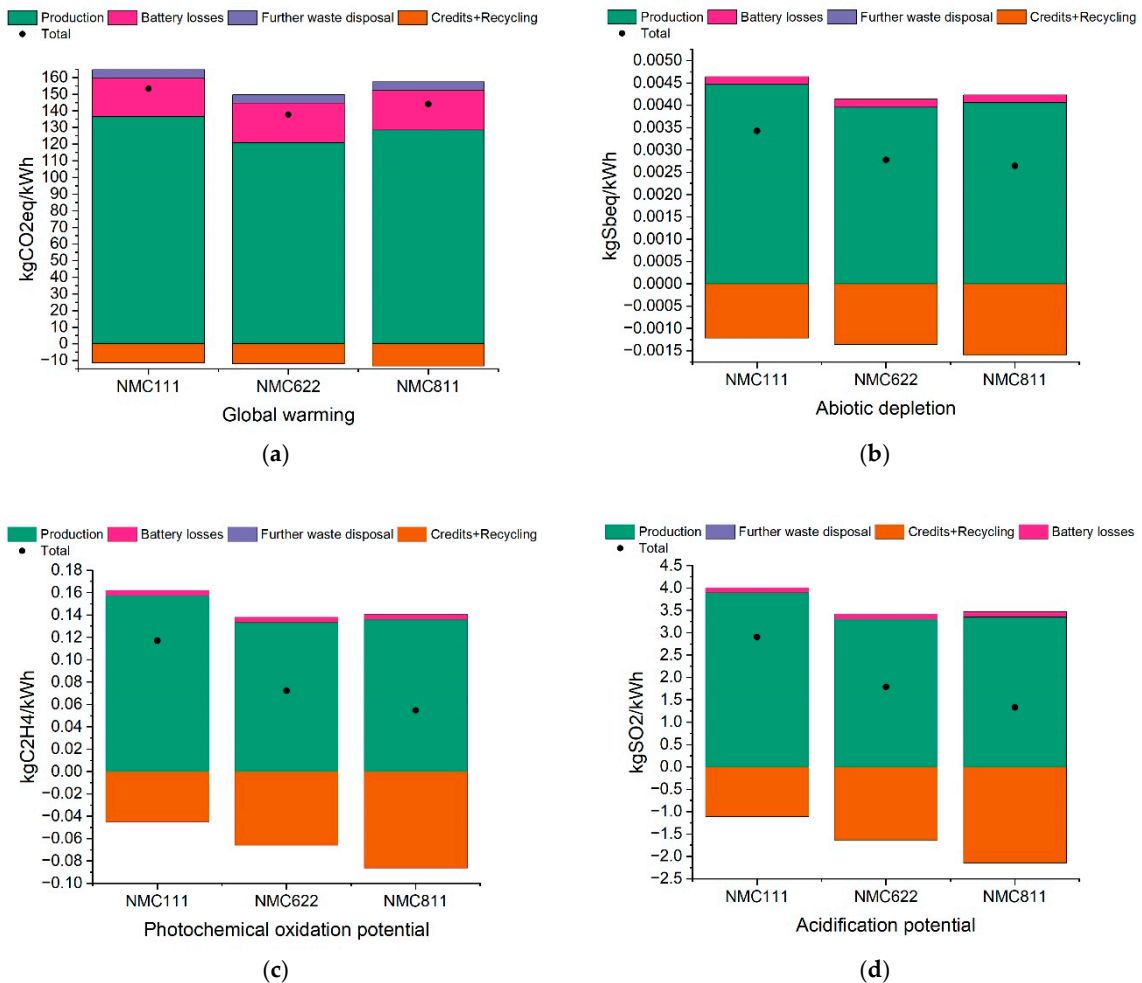 Production Battery losses Further waste disposal Credits+Recycling
Total
160
150
140
130
120
110
100
90
80
70
60
50
40
30
20
10
0
−10
kgCO2eq/kWh
NMC111 NMC622 NMC811
Global warming
(a)
Production Battery losses Further waste disposal Credits+Recycling
Total
0.0050
0.0045
0.0040
0.0035
0.0030
0.0025
0.0020
0.0015
0.0010
0.0005
0.0000
−0.0005
−0.0010
−0.0015
kgSbeq/kWh
NMC111 NMC622 NMC811
Abiotic depletion
(b)
Production Battery losses Further waste disposal Credits+Recycling
Total
0.18
0.16
0.14
0.12
0.10
0.08
0.06
0.04
0.02
0.00
−0.02
−0.04
−0.06
−0.08
−0.10
kgC2H4/kWh
NMC111 NMC622 NMC811
Photochemical oxidation potential
(c)
Production Further waste disposal Credits+Recycling Battery losses
Total
4.5
4.0
3.5
3.0
2.5
2.0
1.5
1.0
0.5
0.0
−0.5
−1.0
−1.5
−2.0
−2.5
kgSO2/kWh
NMC111 NMC622 NMC811
Acidification potential
(d)